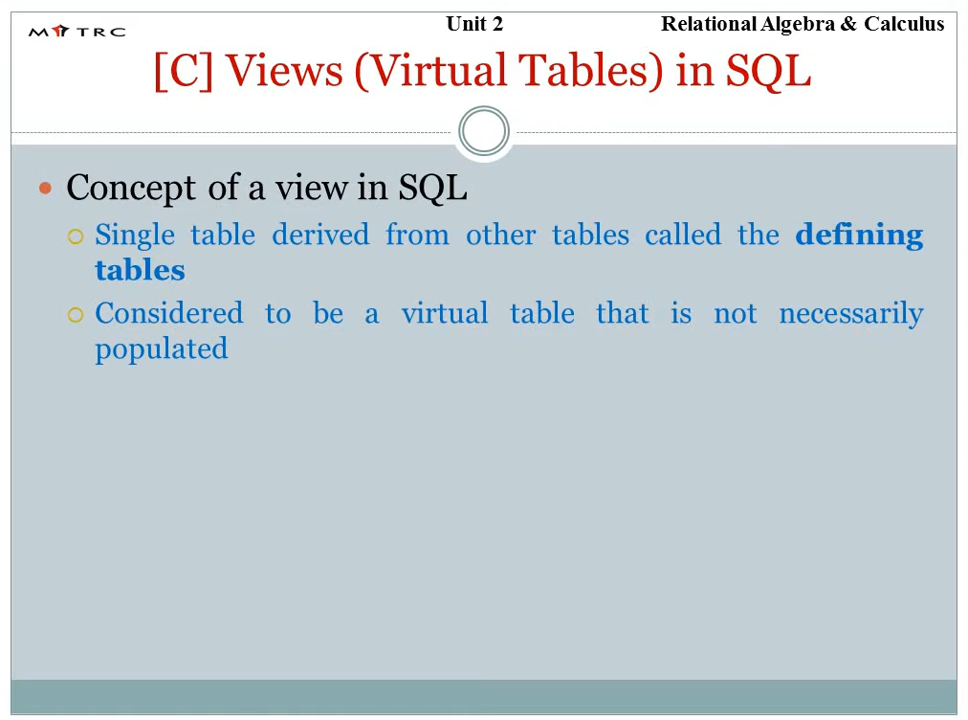 MITRC
Unit 2
Relational Algebra & Calculus
[C] Views (Virtual Tables) in SQL
Concept of a view in SQL
Single table derived from other tables called the defining
tables
Considered to be a virtual table that is not necessarily
populated